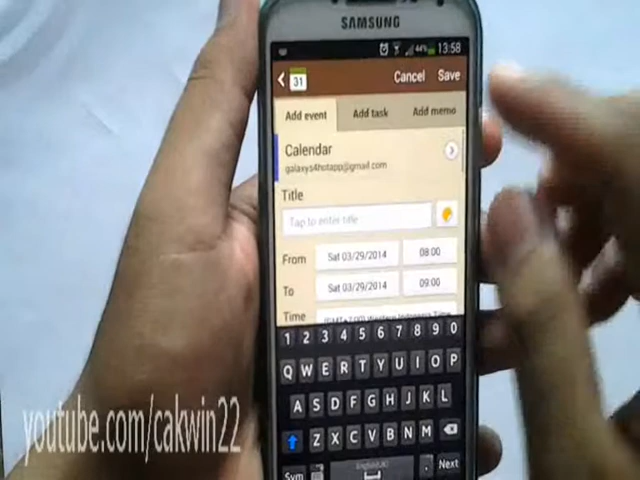 SAMSUNG
44% 13:58
31 Cancel Save
Add event Add task Add memo
Calendar
galaxys4hotapp@gmail.com
Title
Tap to enter title
From Sat 03/29/2014 08:00
To Sat 03/29/2014 09:00
Time
1 2 3 4 5 6 7 8 9 0
Q W E R T Y U I O P
A S D F G H J K L
Z X C V B N M
Sym . Next
youtube.com/cakwin22